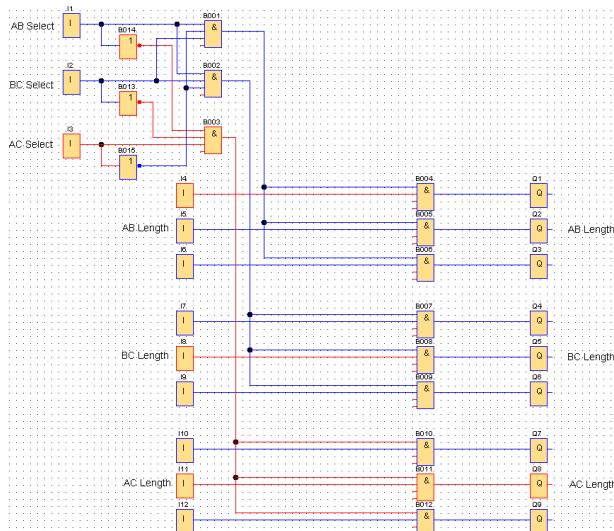 I1
AB Select
I
B014.
1
B001.
&
I2
BC Select
I
B013.
1
B002.
&
I3
AC Select
I
B015.
1
B003.
&
I4
I
B004
&
Q1
Q
I5
AB Length
I
B005
&
Q2
Q
AB Length
I6.
I
B006
&
Q3
Q
I7
I
B007
&
Q4
Q
I8
BC Length
I
B008
&
Q5
Q
BC Length
I9.
I
B009
&
Q6
Q
I10
I
B010
&
Q7
Q
I11
AC Length
I
B011
&
Q8
Q
AC Length
I12
I
B012
&
Q9
Q